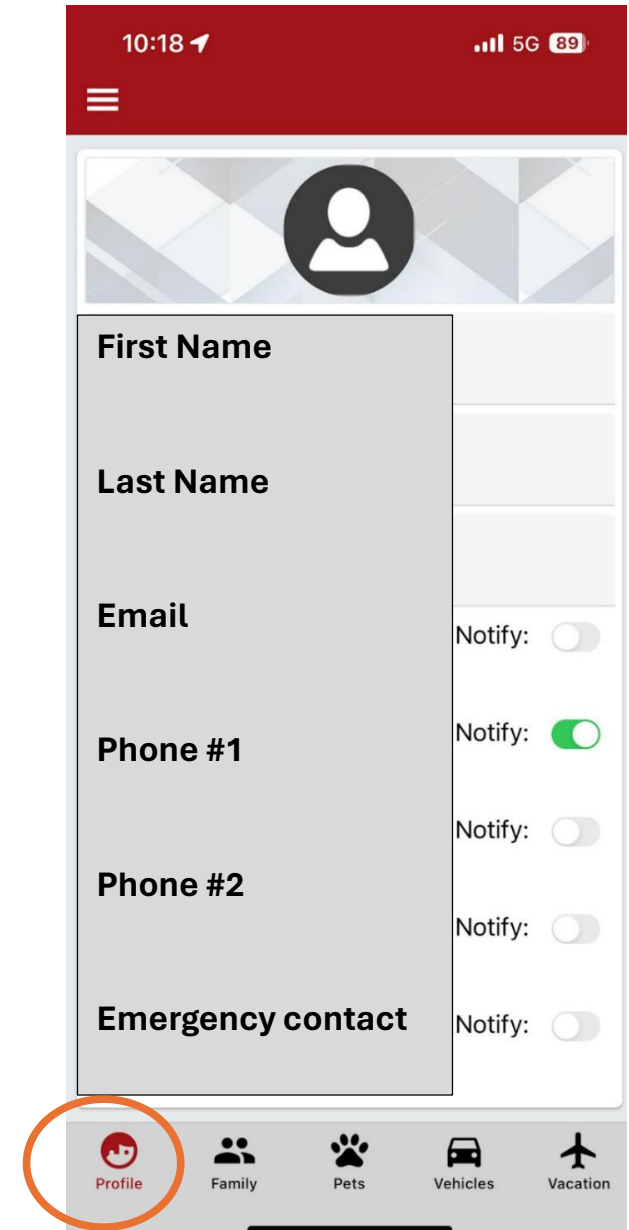 10:18 5G 89
First Name
Last Name
Email
Notify:
Phone #1 Notify:
Notify:
Phone #2
Notify:
Emergency contact Notify:
Profile Family Pets Vehicles Vacation